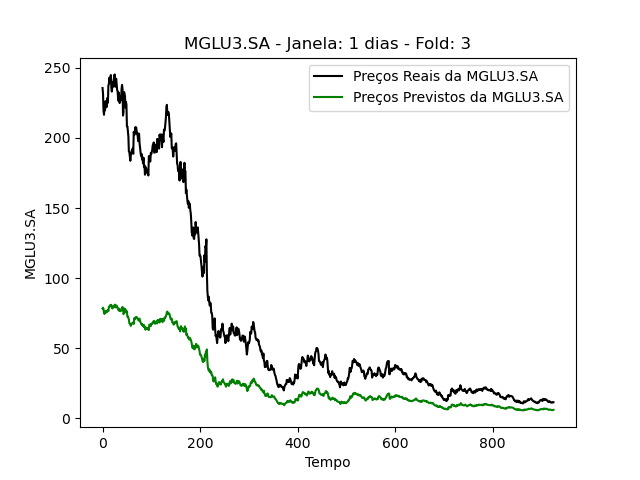 MGLU3.SA - Janela: 1 dias - Fold: 3
Preços Reais da MGLU3.SA
Preços Previstos da MGLU3.SA
250
200
150
100
50
0
MGLU3.SA
0
200
400
600
800
Tempo